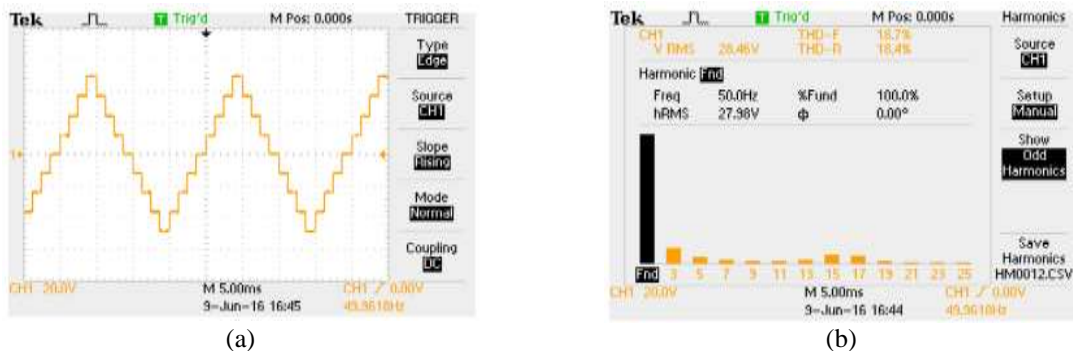 Tek
Trig'd
M Pos: 0.000s
TRIGGER
Type
Edge
Source
CH1
Slope
Rising
Mode
Normal
Coupling
DC
1
CH1 20.0V
M 5.00ms
CH1 / 0.00V
9-Jun-16 16:45
49.9610Hz
(a)
Tek
Trig'd
M Pos: 0.000s
Harmonics
CH1
THD-F 18.7%
V RMS 28.46V
THD-R 18.4%
Source
CH1
Harmonic Fnd
Freq 50.0Hz %Fund 100.0%
hRMS 27.98V ϕ 0.00°
Setup
Manual
Show
Odd
Harmonics
Save
Harmonics
HM0012.CSV
Fnd 3 5 7 9 11 13 15 17 19 21 23 25
CH1 20.0V
M 5.00ms
CH1 / 0.00V
9-Jun-16 16:44
49.9610Hz
(b)